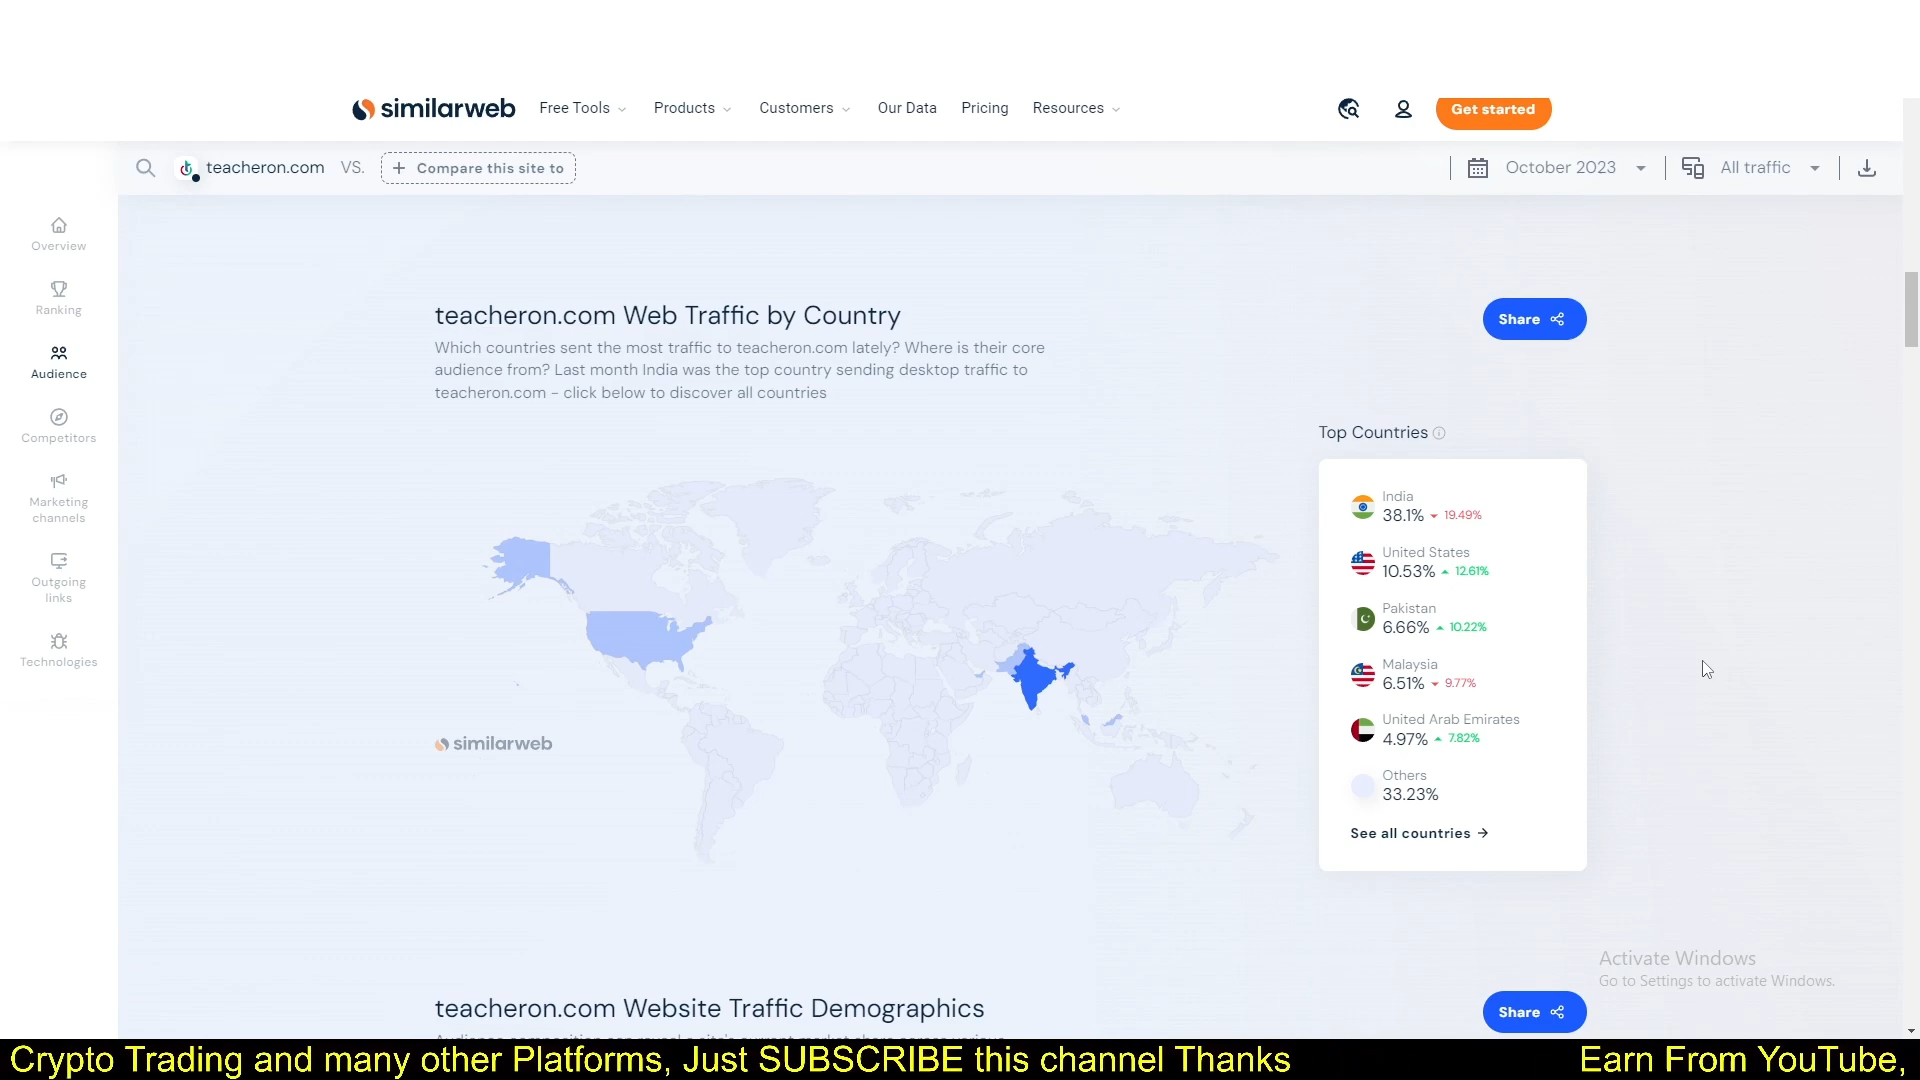 similarweb
Free Tools
Products
Customers
Our Data
Pricing
Resources
Get started
teacheron.com
VS.
+ Compare this site to
October 2023
All traffic
Overview
Ranking
Audience
Competitors
Marketing
channels
Outgoing
links
Technologies
teacheron.com Web Traffic by Country
Share
Which countries sent the most traffic to teacheron.com lately? Where is their core
audience from? Last month India was the top country sending desktop traffic to
teacheron.com - click below to discover all countries
Top Countries
India
38.1% 19.49%
United States
10.53% 12.61%
Pakistan
6.66% 10.22%
Malaysia
6.51% 9.77%
United Arab Emirates
4.97% 7.82%
Others
33.23%
See all countries →
similarweb
Activate Windows
Go to Settings to activate Windows.
teacheron.com Website Traffic Demographics
Share
Crypto Trading and many other Platforms, Just SUBSCRIBE this channel Thanks
Earn From YouTube,